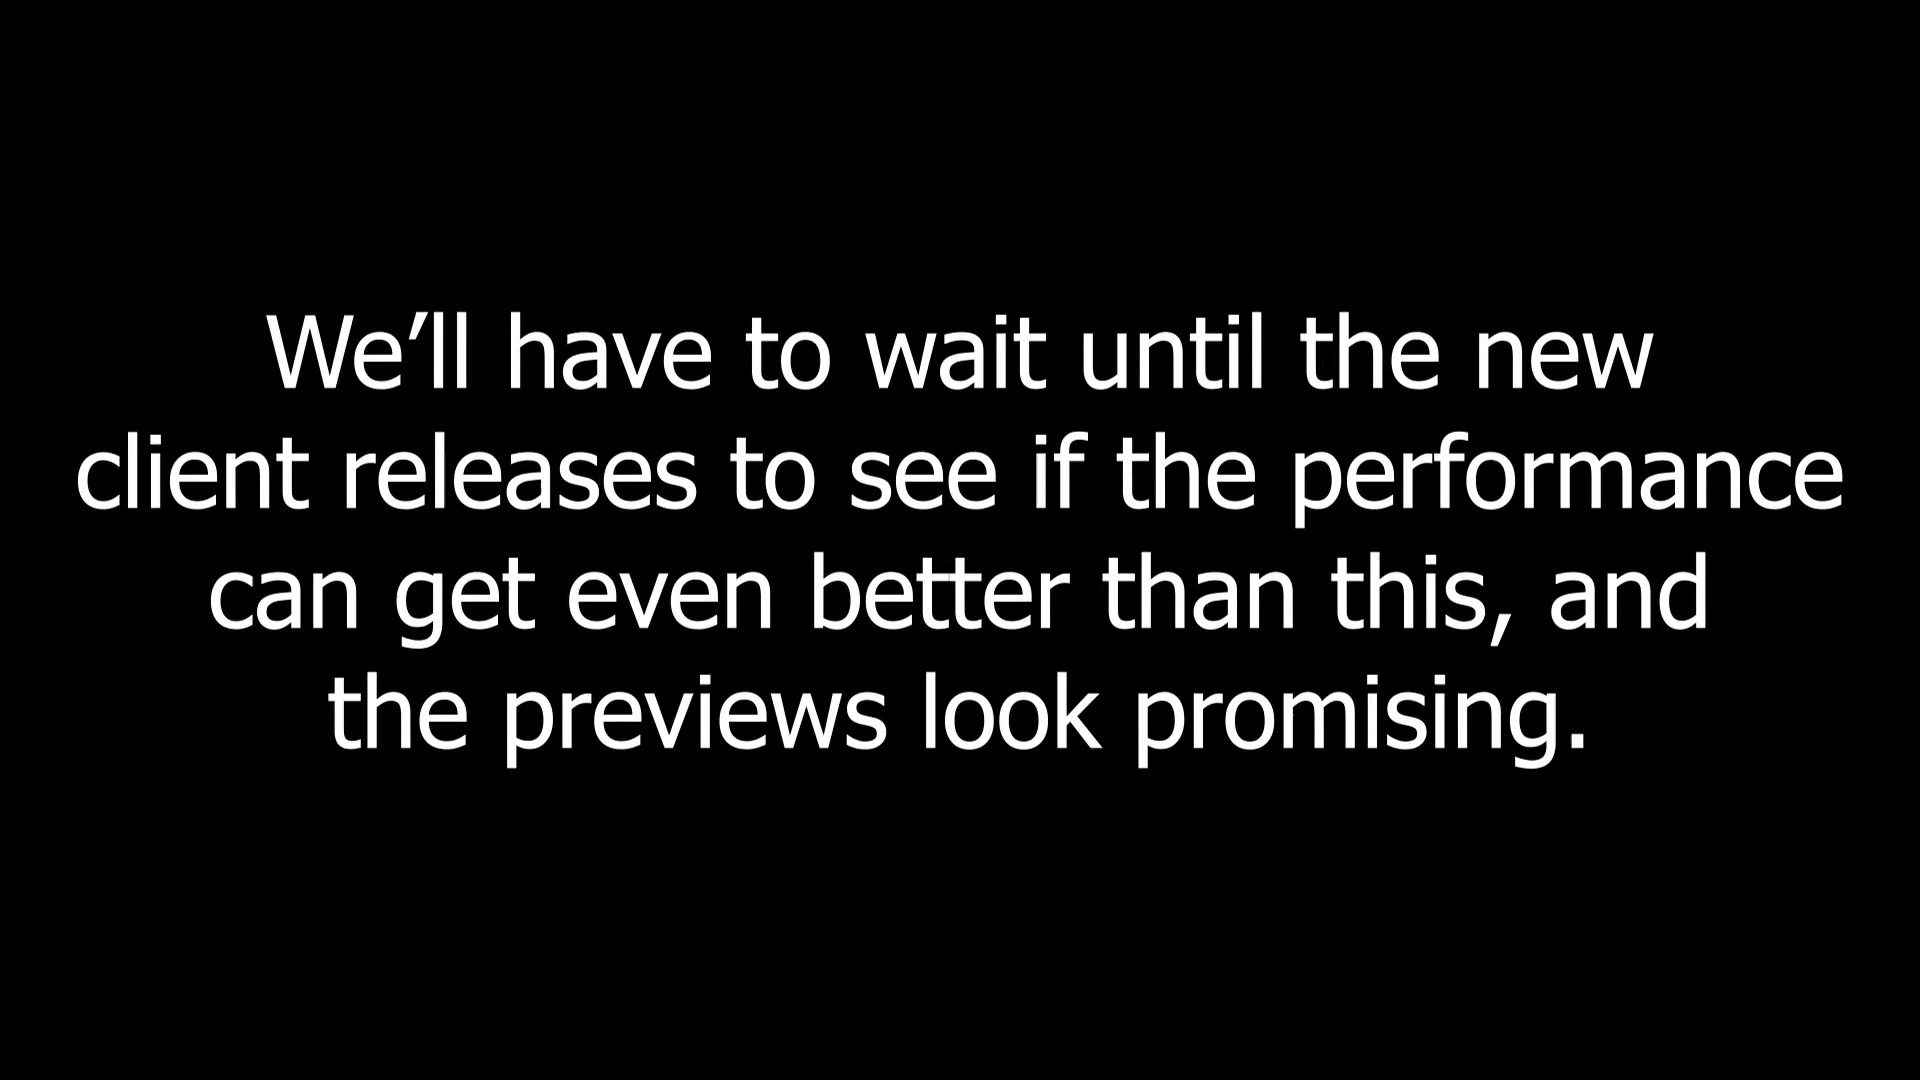 We’ll have to wait until the new
client releases to see if the performance
can get even better than this, and
the previews look promising.